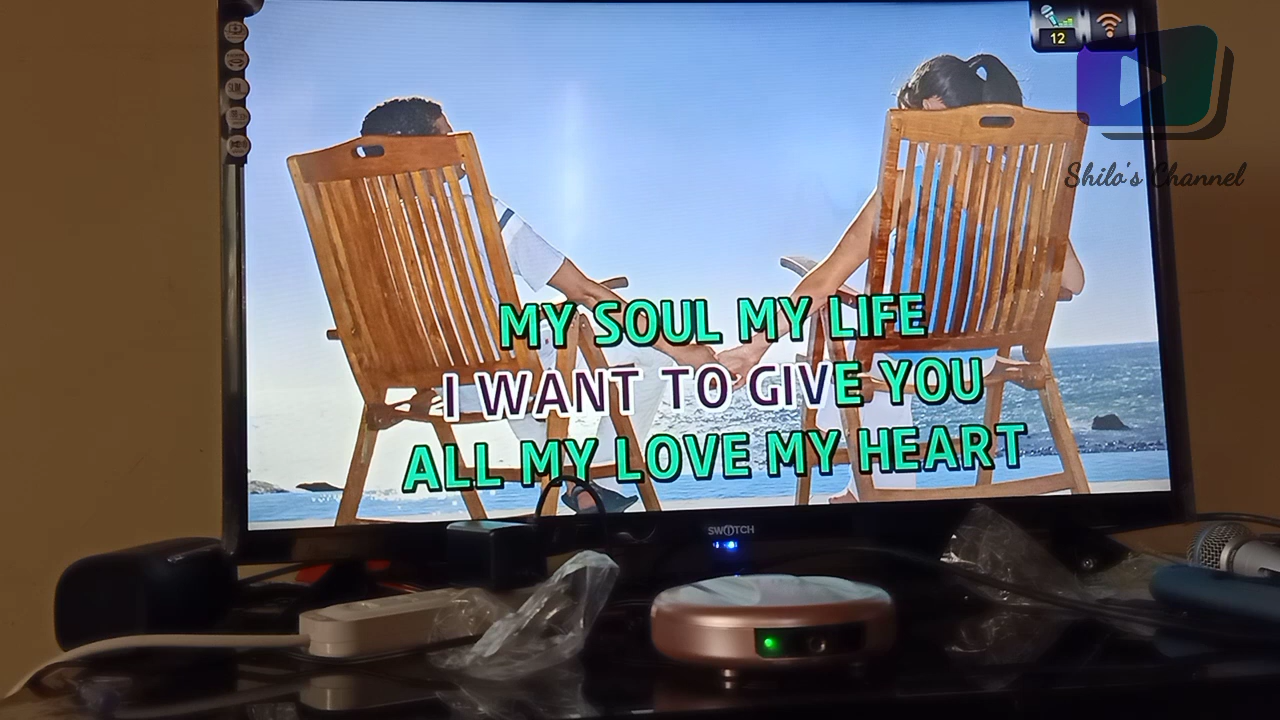 12
Shilo's Channel
MY SOUL MY LIFE
I WANT TO GIVE YOU
ALL MY LOVE MY HEART
SWITCH